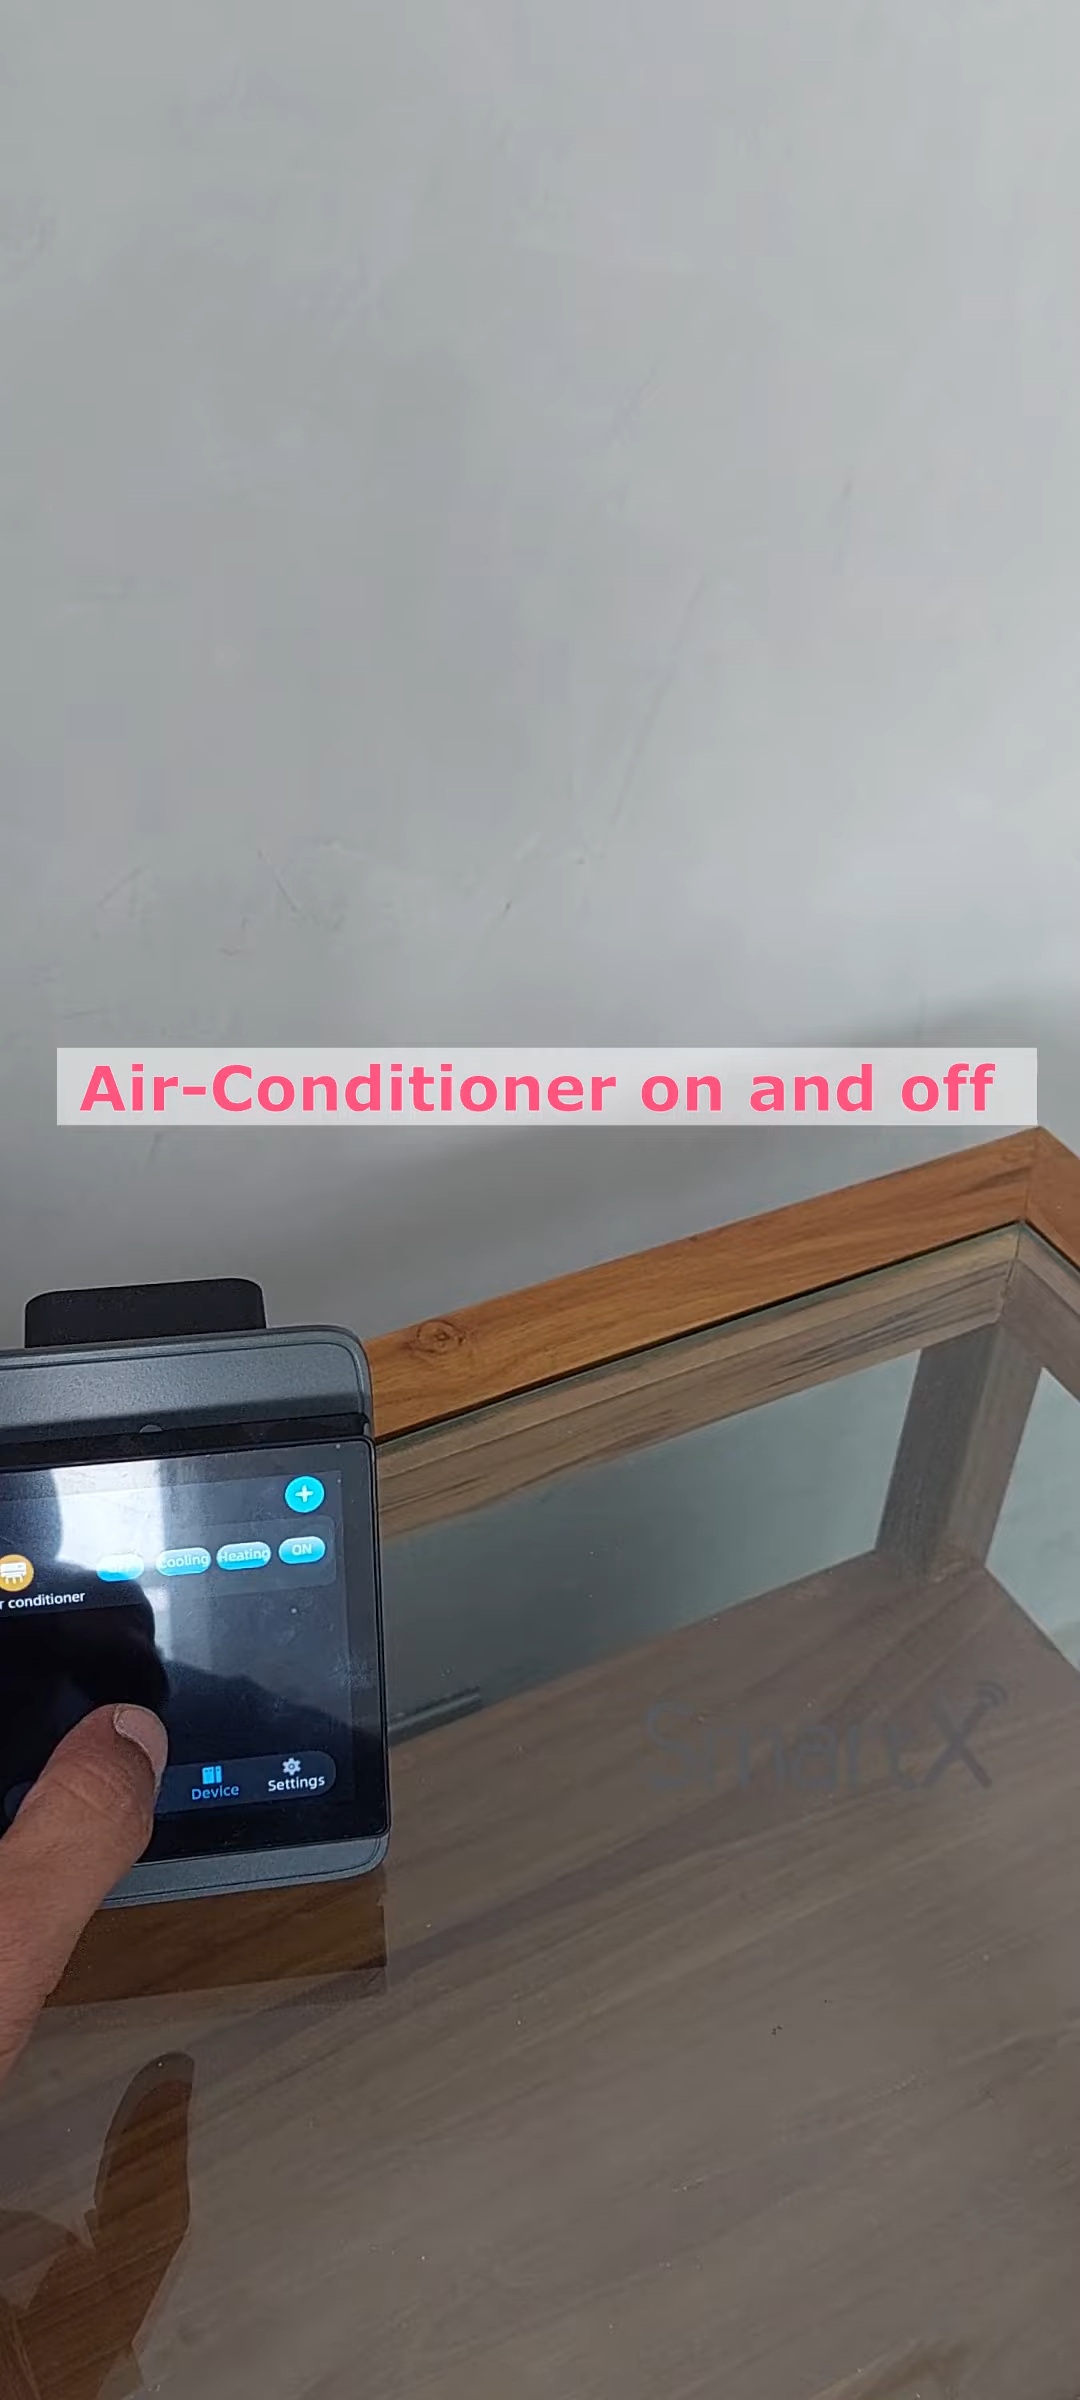 Air-Conditioner on and off
Cooling Heating ON
r conditioner
SmartX
Device Settings